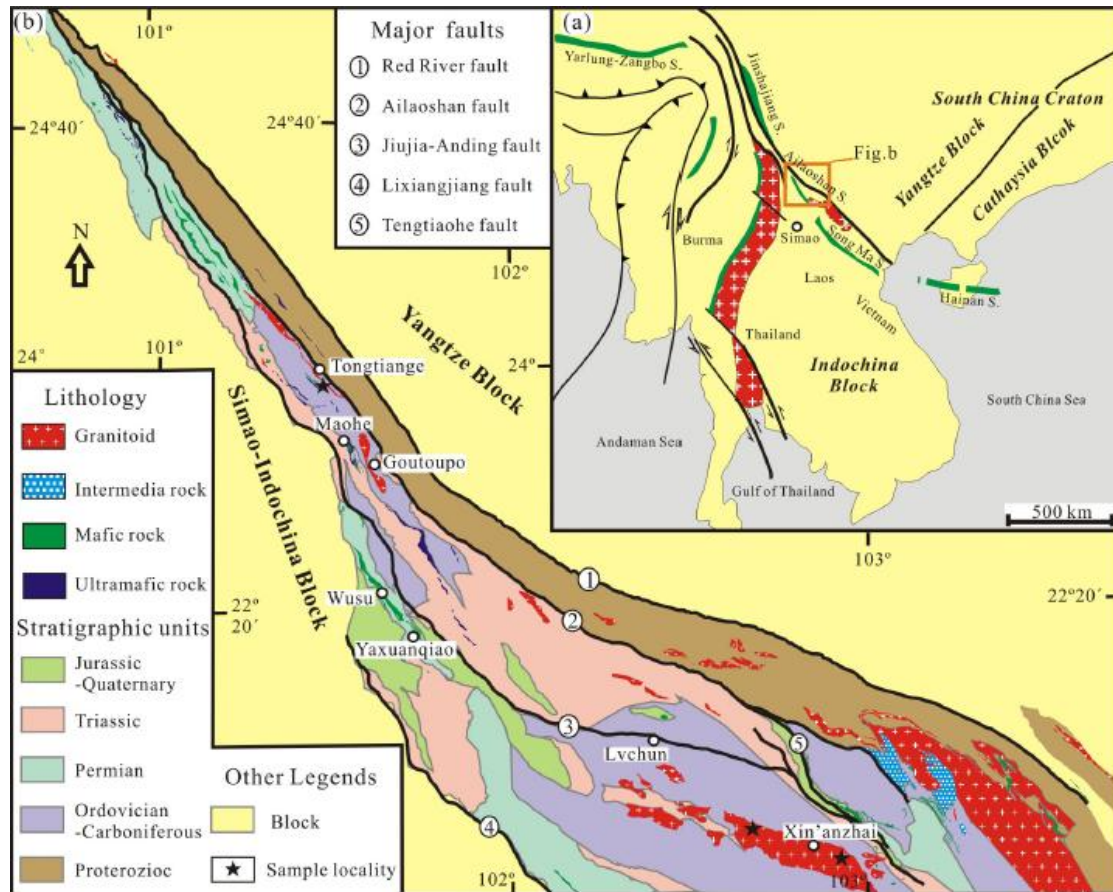 (b)
101°
24°40′
24°40′
102°
N
24°
101°
24°
Yangtze Block
Tongtiange
Maohe
Goutoupo
Simao-Indochina Block
103°
22°
20′
22°20′
Wusu
Yaxuanqiao
Lvchun
Xin'anzhai
102°
103°
1
2
3
4
5
Major faults
① Red River fault
② Ailaoshan fault
③ Jiujia-Anding fault
④ Lixiangjiang fault
⑤ Tengtiaohe fault
(a)
Yarlung-Zangbo S.
Jinshajiang S.
South China Craton
Yangtze Block
Cathaysia Blcok
Fig.b
Ailaoshan S.
Burma
Simao
Song Ma S.
Laos
Vietnam
Hainan S.
Thailand
Indochina
Block
South China Sea
Andaman Sea
Gulf of Thailand
500 km
Lithology
Granitoid
Intermedia rock
Mafic rock
Ultramafic rock
Stratigraphic units
Jurassic
-Quaternary
Triassic
Permian
Ordovician
-Carboniferous
Proterozioc
Other Legends
Block
Sample locality